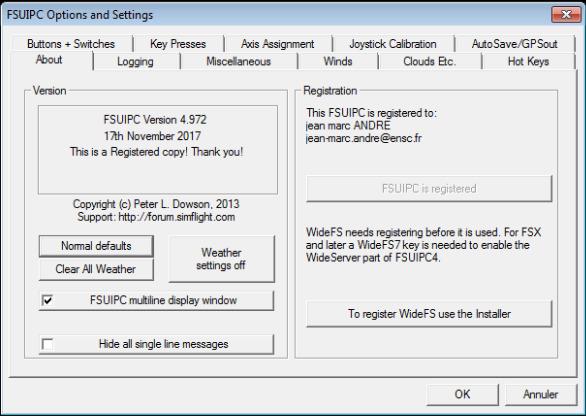 FSUIPC Options and Settings
Buttons + Switches
Key Presses
Axis Assignment
Joystick Calibration
AutoSave/GPSout
About
Logging
Miscellaneous
Winds
Clouds Etc.
Hot Keys
Version
FSUIPC Version 4.972
17th November 2017
This is a Registered copy! Thank you!
Copyright (c) Peter L. Dowson, 2013
Support: http://forum.simflight.com
Normal defaults
Clear All Weather
Weather
settings off
FSUIPC multiline display window
Hide all single line messages
Registration
This FSUIPC is registered to:
jean marc ANDRE
jean-marc.andre@ensc.fr
FSUIPC is registered
WideFS needs registering before it is used. For FSX
and later a WideFS7 key is needed to enable the
WideServer part of FSUIPC4.
To register WideFS use the Installer
OK
Annuler